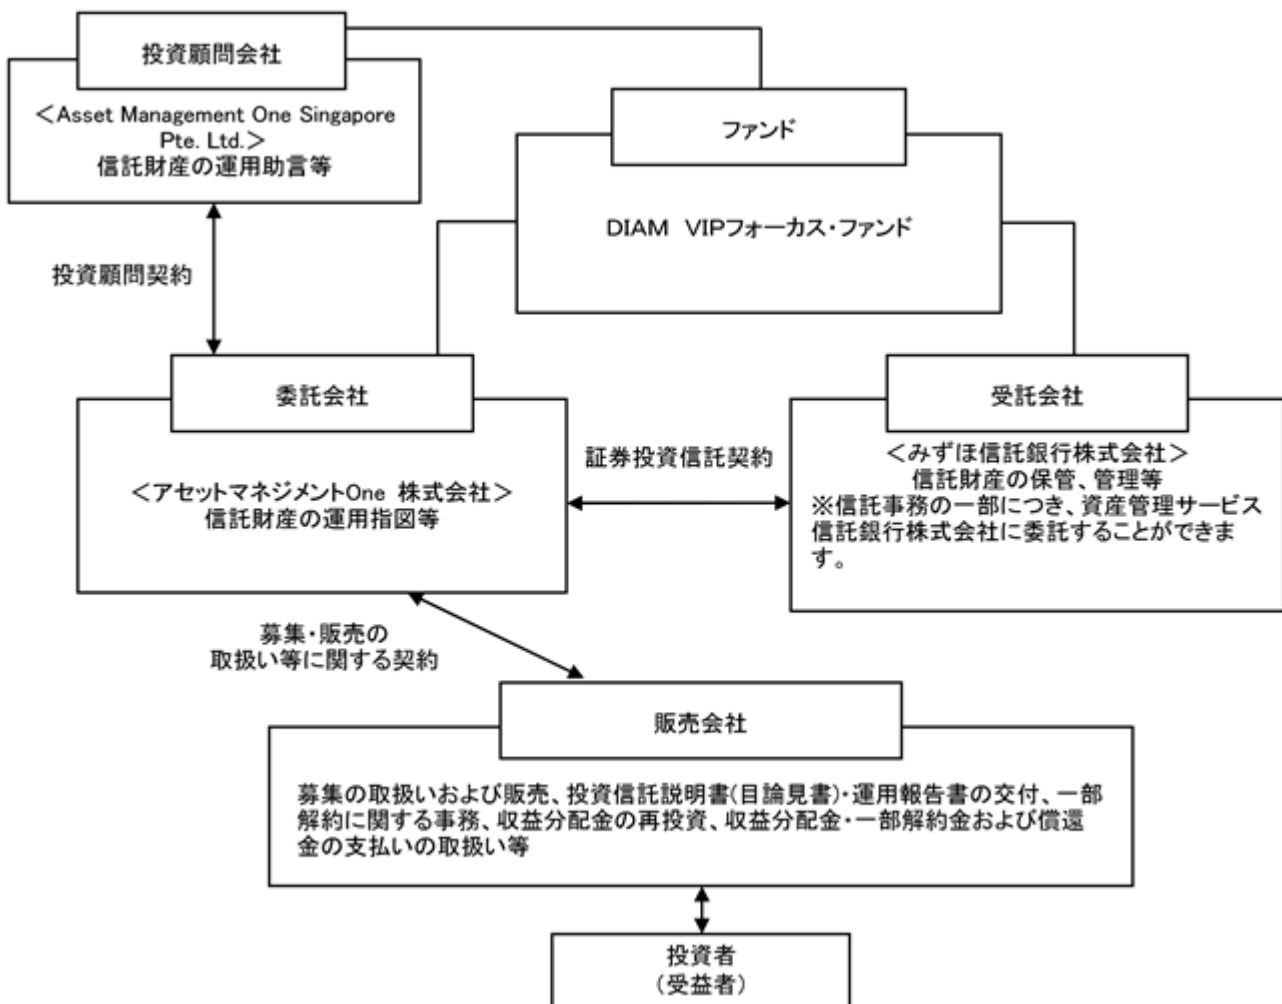 投資顧問会社
＜Asset Management One Singapore
Pte. Ltd.＞
信託財産の運用助言等
ファンド
DIAM　VIPフォーカス・ファンド
投資顧問契約
委託会社
＜アセットマネジメントOne 株式会社＞
信託財産の運用指図等
証券投資信託契約
受託会社
＜みずほ信託銀行株式会社＞
信託財産の保管、管理等
※信託事務の一部につき、資産管理サービス
信託銀行株式会社に委託することができま
す。
募集・販売の
取扱い等に関する契約
販売会社
募集の取扱いおよび販売、投資信託説明書(目論見書)・運用報告書の交付、一部
解約に関する事務、収益分配金の再投資、収益分配金・一部解約金および償還
金の支払いの取扱い等
投資者
（受益者）